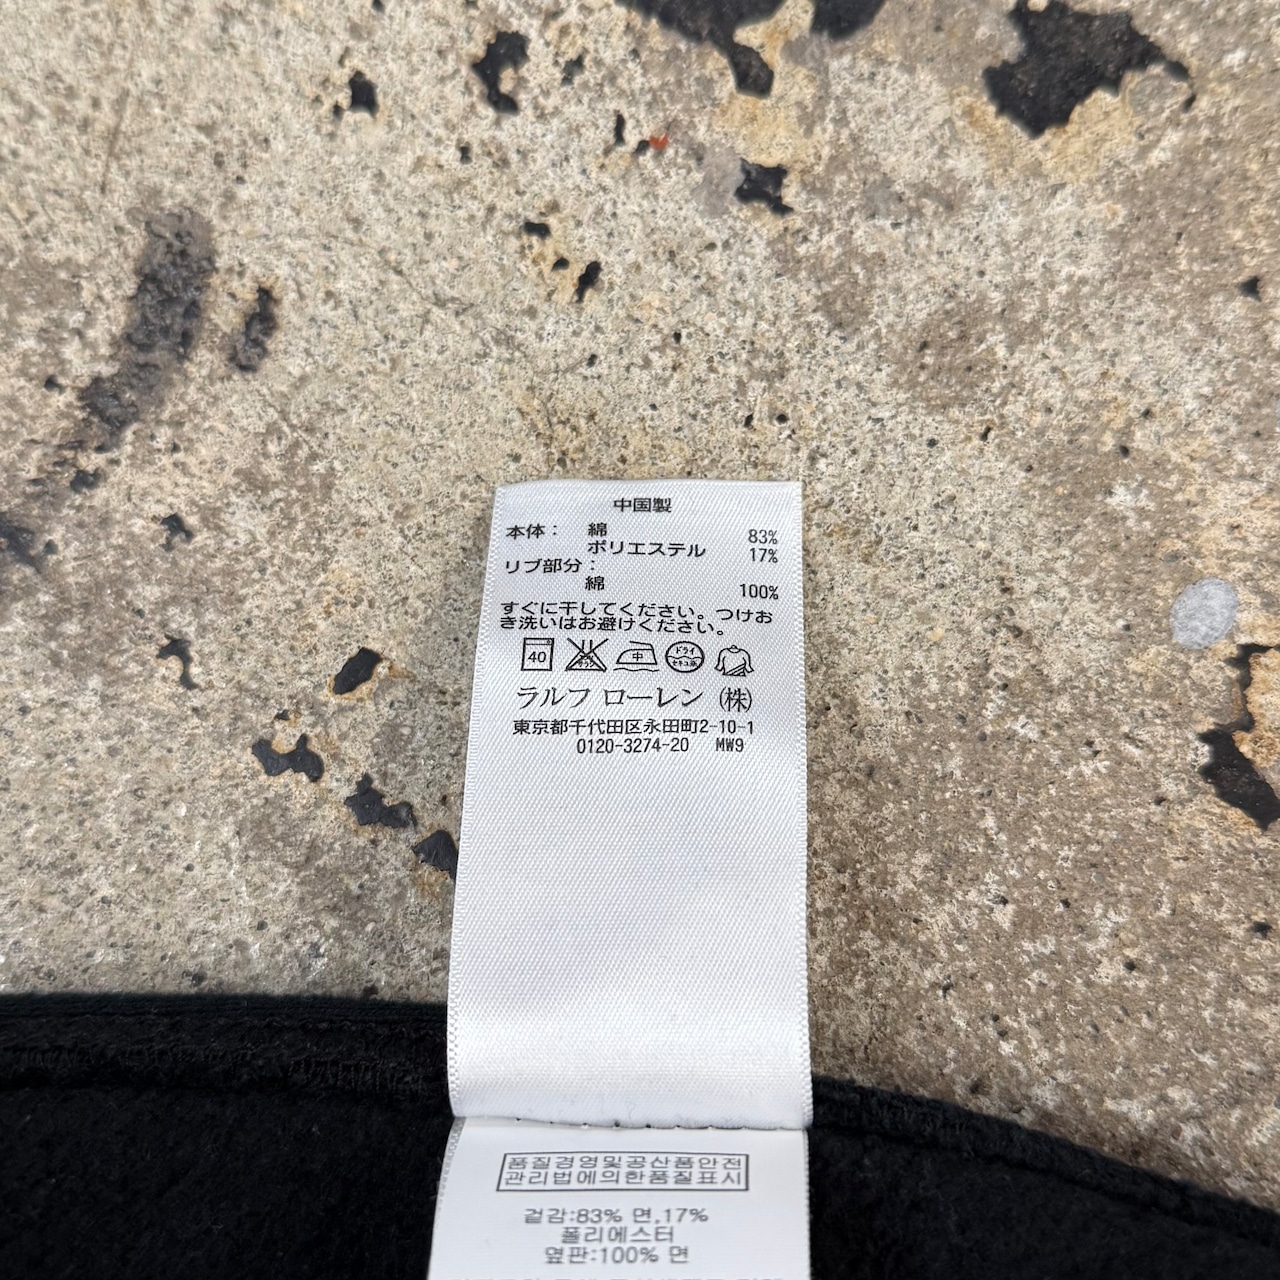 中国製
本体： 綿 83%
ポリエステル 17%
リブ部分：
綿 100%
すぐに干してください。つけお
き洗いはお避けください。
40 中 ドライ セキユ系
ラルフ ローレン (株)
東京都千代田区永田町2-10-1
0120-3274-20 MW9
품질경영및공산품안전
관리법에의한품질표시
겉감:83% 면,17%
폴리에스터
옆판:100% 면